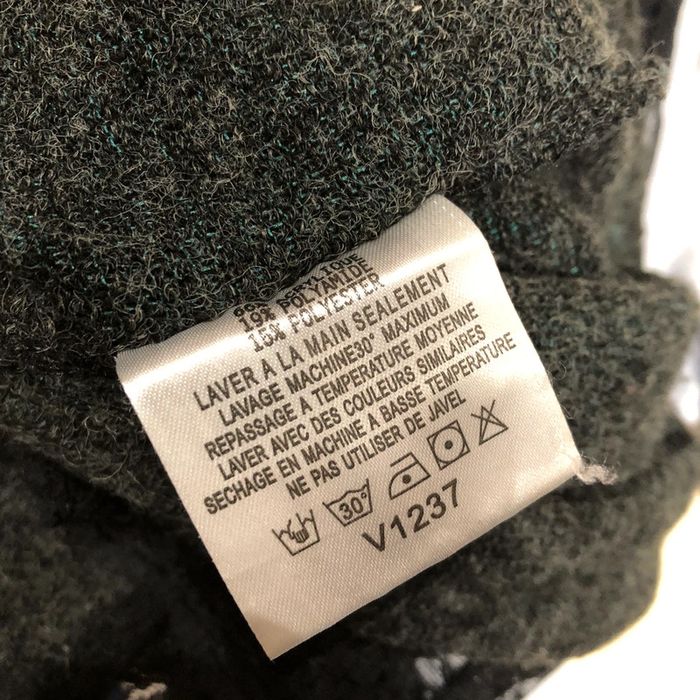 19% POLYAMIDE
15% POLYESTER
LAVER A LA MAIN SEALEMENT
LAVAGE MACHINE30° MAXIMUM
REPASSAGE A TEMPERATURE MOYENNE
LAVER AVEC DES COULEURS SIMILAIRES
SECHAGE EN MACHINE A BASSE TEMPERATURE
NE PAS UTILISER DE JAVEL
30°
V1237